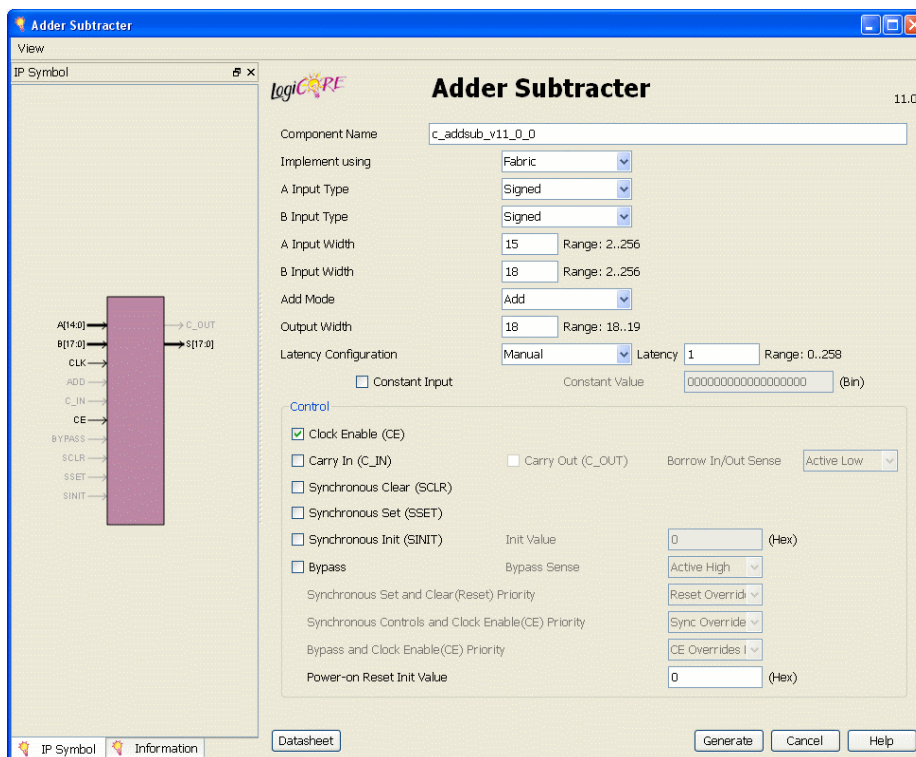 Adder Subtracter
View
IP Symbol
LogiCORE
Adder Subtracter
11.0
Component Name c_addsub_v11_0_0
Implement using Fabric
A Input Type Signed
B Input Type Signed
A Input Width 15 Range: 2..256
B Input Width 18 Range: 2..256
Add Mode Add
Output Width 18 Range: 18..19
Latency Configuration Manual Latency 1 Range: 0..258
Constant Input Constant Value 000000000000000000 (Bin)
Control
Clock Enable (CE)
Carry In (C_IN) Carry Out (C_OUT) Borrow In/Out Sense Active Low
Synchronous Clear (SCLR)
Synchronous Set (SSET)
Synchronous Init (SINIT) Init Value 0 (Hex)
Bypass Bypass Sense Active High
Synchronous Set and Clear(Reset) Priority Reset Overrid
Synchronous Controls and Clock Enable(CE) Priority Sync Override
Bypass and Clock Enable(CE) Priority CE Overrides
Power-on Reset Init Value 0 (Hex)
A[14:0]
B[17:0]
CLK
ADD
C_IN
CE
BYPASS
SCLR
SSET
SINIT
C_OUT
S[17:0]
IP Symbol Information
Datasheet Generate Cancel Help